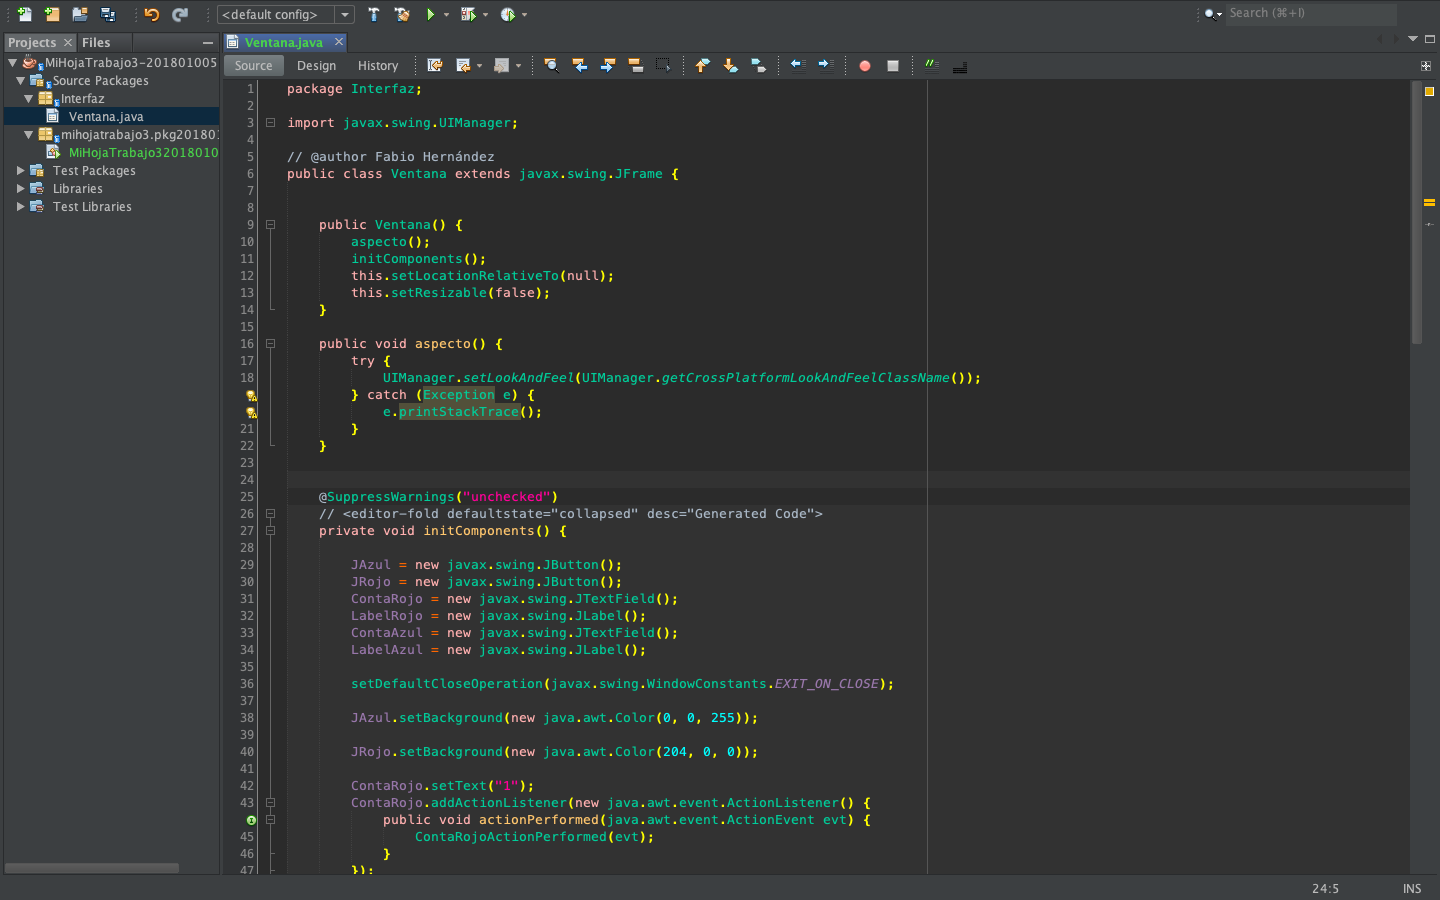 <default config>
Search (⌘+I)
Projects
Files
Ventana.java
MiHojaTrabajo3-201801005
Source Packages
Interfaz
Ventana.java
mihojatrabajo3.pkg20180
MiHojaTrabajo32018010
Test Packages
Libraries
Test Libraries
Source Design History
1 package Interfaz;
2
3 import javax.swing.UIManager;
4
5 // @author Fabio Hernández
6 public class Ventana extends javax.swing.JFrame {
7
8
9 public Ventana() {
10 aspecto();
11 initComponents();
12 this.setLocationRelativeTo(null);
13 this.setResizable(false);
14 }
15
16 public void aspecto() {
17 try {
18 UIManager.setLookAndFeel(UIManager.getCrossPlatformLookAndFeelClassName());
} catch (Exception e) {
e.printStackTrace();
21 }
22 }
23
24
25 @SuppressWarnings("unchecked")
26 // <editor-fold defaultstate="collapsed" desc="Generated Code">
27 private void initComponents() {
28
29 JAzul = new javax.swing.JButton();
30 JRojo = new javax.swing.JButton();
31 ContaRojo = new javax.swing.JTextField();
32 LabelRojo = new javax.swing.JLabel();
33 ContaAzul = new javax.swing.JTextField();
34 LabelAzul = new javax.swing.JLabel();
35
36 setDefaultCloseOperation(javax.swing.WindowConstants.EXIT_ON_CLOSE);
37
38 JAzul.setBackground(new java.awt.Color(0, 0, 255));
39
40 JRojo.setBackground(new java.awt.Color(204, 0, 0));
41
42 ContaRojo.setText("1");
43 ContaRojo.addActionListener(new java.awt.event.ActionListener() {
public void actionPerformed(java.awt.event.ActionEvent evt) {
45 ContaRojoActionPerformed(evt);
46 }
47 });
24:5 INS